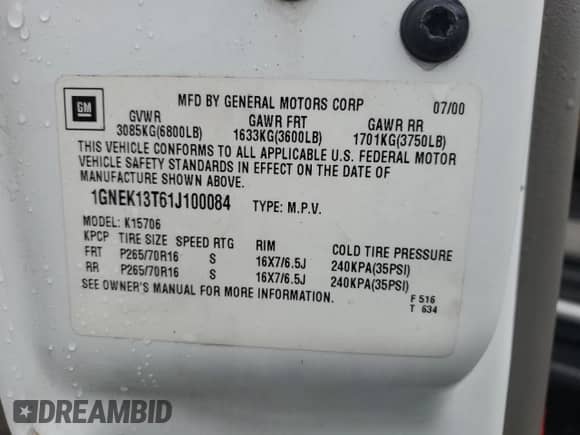 GM
MFD BY GENERAL MOTORS CORP 07/00
GVWR GAWR FRT GAWR RR
3085KG(6800LB) 1633KG(3600LB) 1701KG(3750LB)
THIS VEHICLE CONFORMS TO ALL APPLICABLE U.S. FEDERAL MOTOR
VEHICLE SAFETY STANDARDS IN EFFECT ON THE DATE OF
MANUFACTURE SHOWN ABOVE.
1GNEK13T61J100084 TYPE: M.P.V.
MODEL: K15706
KPCP TIRE SIZE SPEED RTG RIM COLD TIRE PRESSURE
FRT P265/70R16 S 16X7/6.5J 240KPA(35PSI)
RR P265/70R16 S 16X7/6.5J 240KPA(35PSI)
SEE OWNER'S MANUAL FOR MORE INFORMATION.
F 516
T 634
DREAMBID